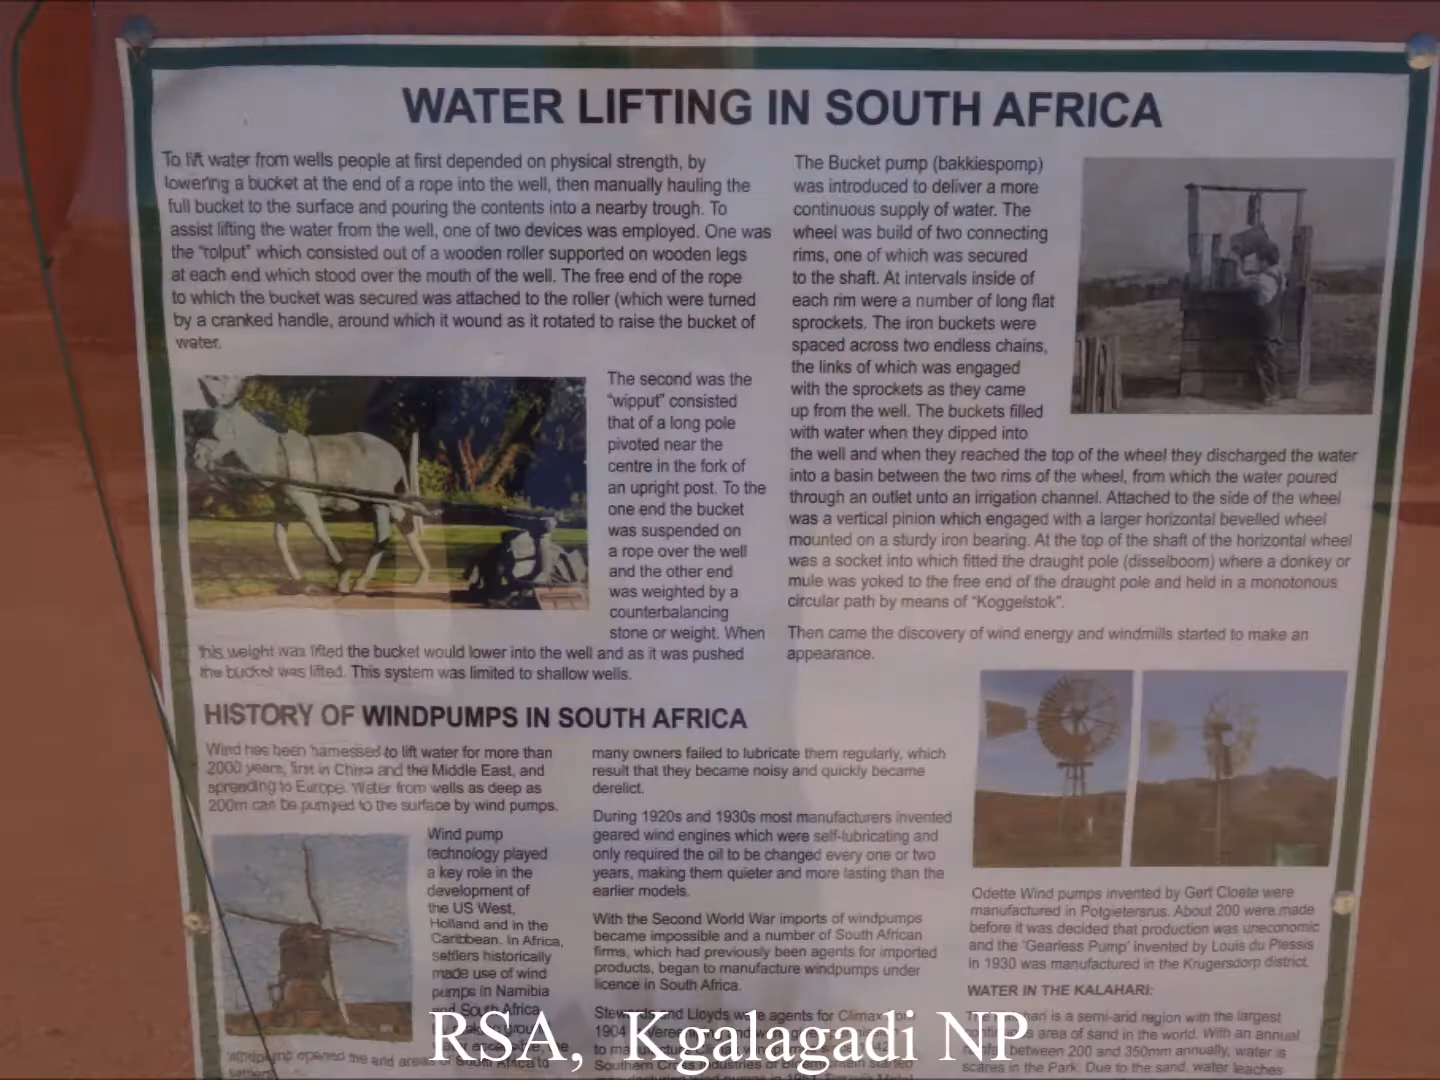 WATER LIFTING IN SOUTH AFRICA
To lift water from wells people at first depended on physical strength, by
lowering a bucket at the end of a rope into the well, then manually hauling the
full bucket to the surface and pouring the contents into a nearby trough. To
assist lifting the water from the well, one of two devices was employed. One was
the “rolput” which consisted out of a wooden roller supported on wooden legs
at each end which stood over the mouth of the well. The free end of the rope
to which the bucket was secured was attached to the roller (which were turned
by a cranked handle, around which it wound as it rotated to raise the bucket of
water.
The second was the
“wipput” consisted
that of a long pole
pivoted near the
centre in the fork of
an upright post. To the
one end the bucket
was suspended on
a rope over the well
and the other end
was weighted by a
counterbalancing
stone or weight. When
this weight was lifted the bucket would lower into the well and as it was pushed
the bucket was lifted. This system was limited to shallow wells.
The Bucket pump (bakkiespomp)
was introduced to deliver a more
continuous supply of water. The
wheel was build of two connecting
rims, one of which was secured
to the shaft. At intervals inside of
each rim were a number of long flat
sprockets. The iron buckets were
spaced across two endless chains,
the links of which was engaged
with the sprockets as they came
up from the well. The buckets filled
with water when they dipped into
the well and when they reached the top of the wheel they discharged the water
into a basin between the two rims of the wheel, from which the water poured
through an outlet unto an irrigation channel. Attached to the side of the wheel
was a vertical pinion which engaged with a larger horizontal bevelled wheel
mounted on a sturdy iron bearing. At the top of the shaft of the horizontal wheel
was a socket into which fitted the draught pole (disselboom) where a donkey or
mule was yoked to the free end of the draught pole and held in a monotonous
circular path by means of “Koggelstok”.
Then came the discovery of wind energy and windmills started to make an
appearance.
HISTORY OF WINDPUMPS IN SOUTH AFRICA
Wind has been harnessed to lift water for more than
2000 years, first in China and the Middle East, and
spreading to Europe. Water from wells as deep as
200m can be pumped to the surface by wind pumps.
Wind pump
technology played
a key role in the
development of
the US West,
Holland and in the
Caribbean. In Africa,
settlers historically
made use of wind
pumps in Namibia
and South Africa
opened the arid areas of South Africa to
settlers
many owners failed to lubricate them regularly, which
result that they became noisy and quickly became
derelict.
During 1920s and 1930s most manufacturers invented
geared wind engines which were self-lubricating and
only required the oil to be changed every one or two
years, making them quieter and more lasting than the
earlier models.
With the Second World War imports of windpumps
became impossible and a number of South African
firms, which had previously been agents for imported
products, began to manufacture windpumps under
licence in South Africa.
Stewards and Lloyds were agents for Climax
1904
Southern Cross Industries started
Odette Wind pumps invented by Gert Cloete were
manufactured in Potgietersrus. About 200 were made
before it was decided that production was uneconomic
and the ‘Gearless Pump’ invented by Louis du Plessis
in 1930 was manufactured in the Krugersdorp district.
WATER IN THE KALAHARI:
is a semi-arid region with the largest
area of sand in the world. With an annual
between 200 and 350mm annually, water is
scarce in the Park. Due to the sand, water leaches
RSA, Kgalagadi NP